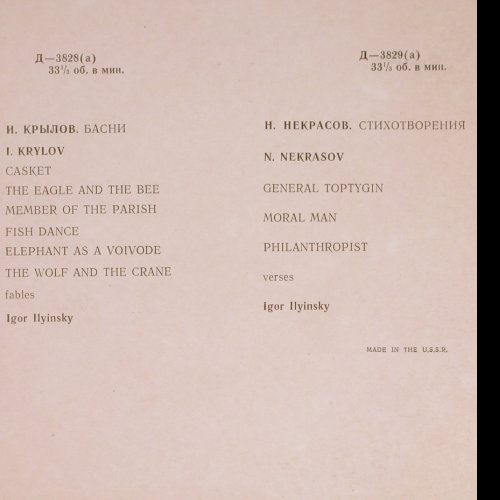 Д—3828(а)
33⅓ об. в мин.
И. КРЫЛОВ. БАСНИ
I. KRYLOV
CASKET
THE EAGLE AND THE BEE
MEMBER OF THE PARISH
FISH DANCE
ELEPHANT AS A VOIVODE
THE WOLF AND THE CRANE
fables
Igor Ilyinsky
Д—3829(а)
33⅓ об. в мин.
Н. НЕКРАСОВ. СТИХОТВОРЕНИЯ
N. NEKRASOV
GENERAL TOPTYGIN
MORAL MAN
PHILANTHROPIST
verses
Igor Ilyinsky
MADE IN THE U.S.S.R.